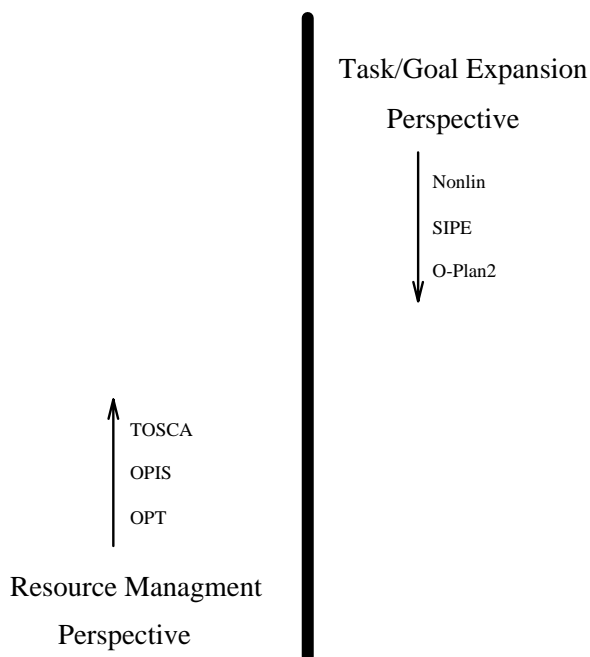 Task/Goal Expansion
Perspective
Nonlin
SIPE
O-Plan2
TOSCA
OPIS
OPT
Resource Managment
Perspective